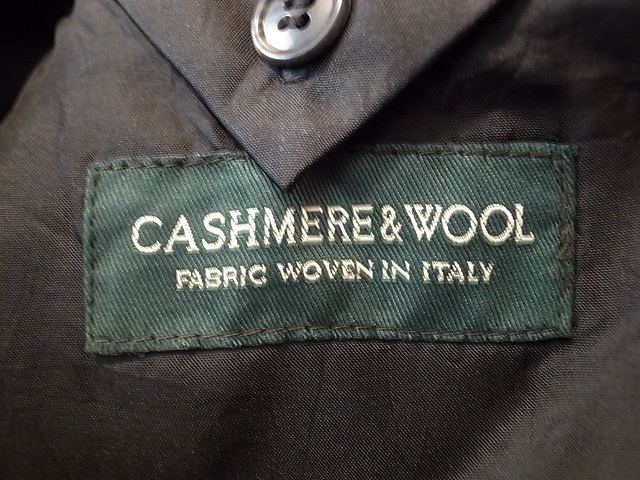 CASHMERE & WOOL
FABRIC WOVEN IN ITALY